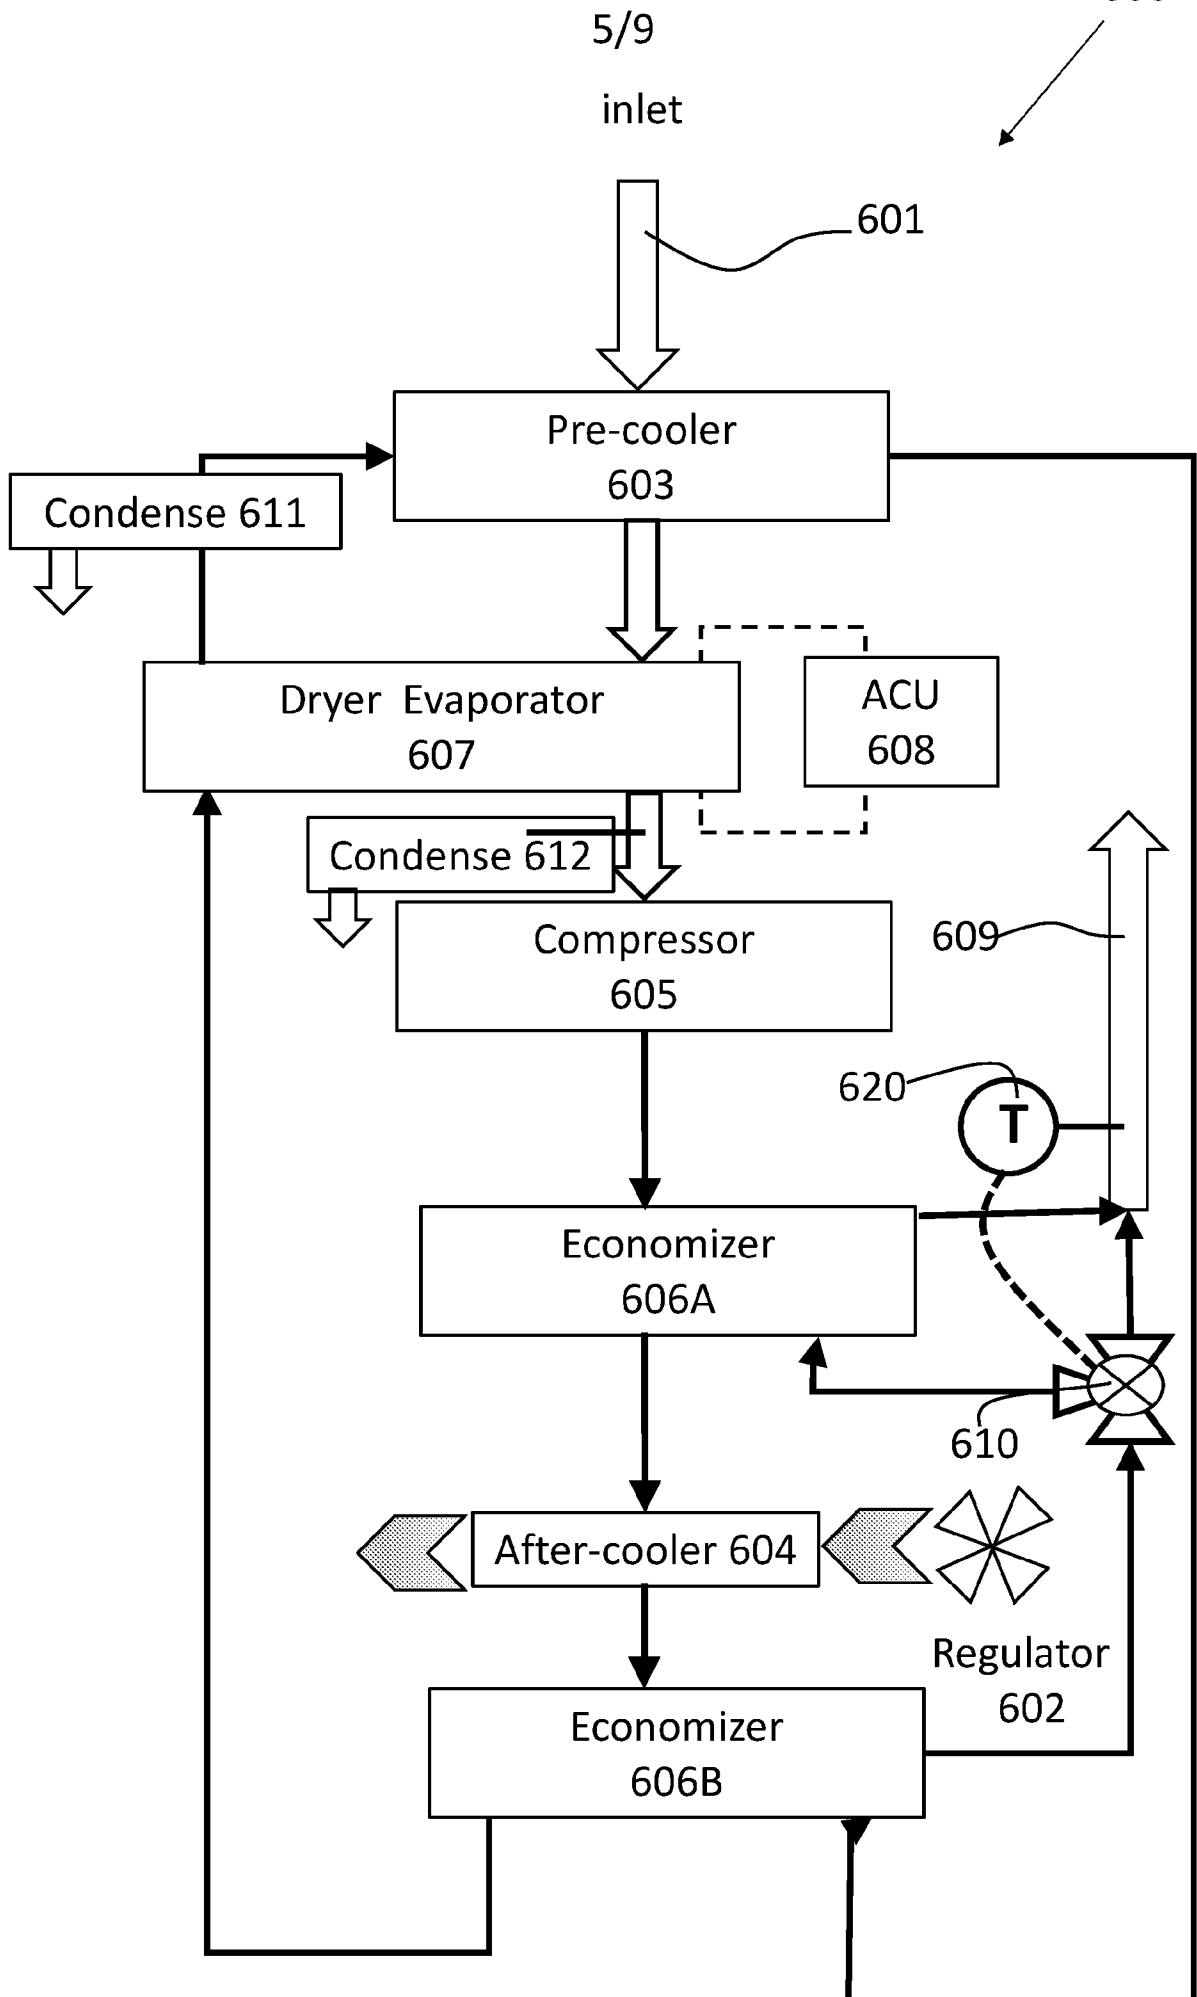 5/9
inlet
601
Pre-cooler
603
Condense 611
Dryer Evaporator
607
ACU
608
Condense 612
Compressor
605
609
620
T
Economizer
606A
610
After-cooler 604
Regulator
602
Economizer
606B